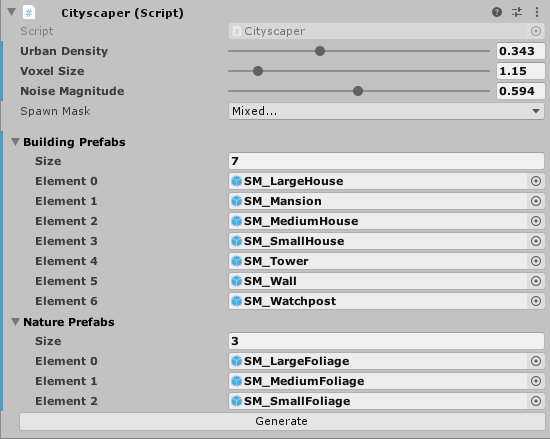 Cityscaper (Script)
Script Cityscaper
Urban Density 0.343
Voxel Size 1.15
Noise Magnitude 0.594
Spawn Mask Mixed...
Building Prefabs
Size 7
Element 0 SM_LargeHouse
Element 1 SM_Mansion
Element 2 SM_MediumHouse
Element 3 SM_SmallHouse
Element 4 SM_Tower
Element 5 SM_Wall
Element 6 SM_Watchpost
Nature Prefabs
Size 3
Element 0 SM_LargeFoliage
Element 1 SM_MediumFoliage
Element 2 SM_SmallFoliage
Generate